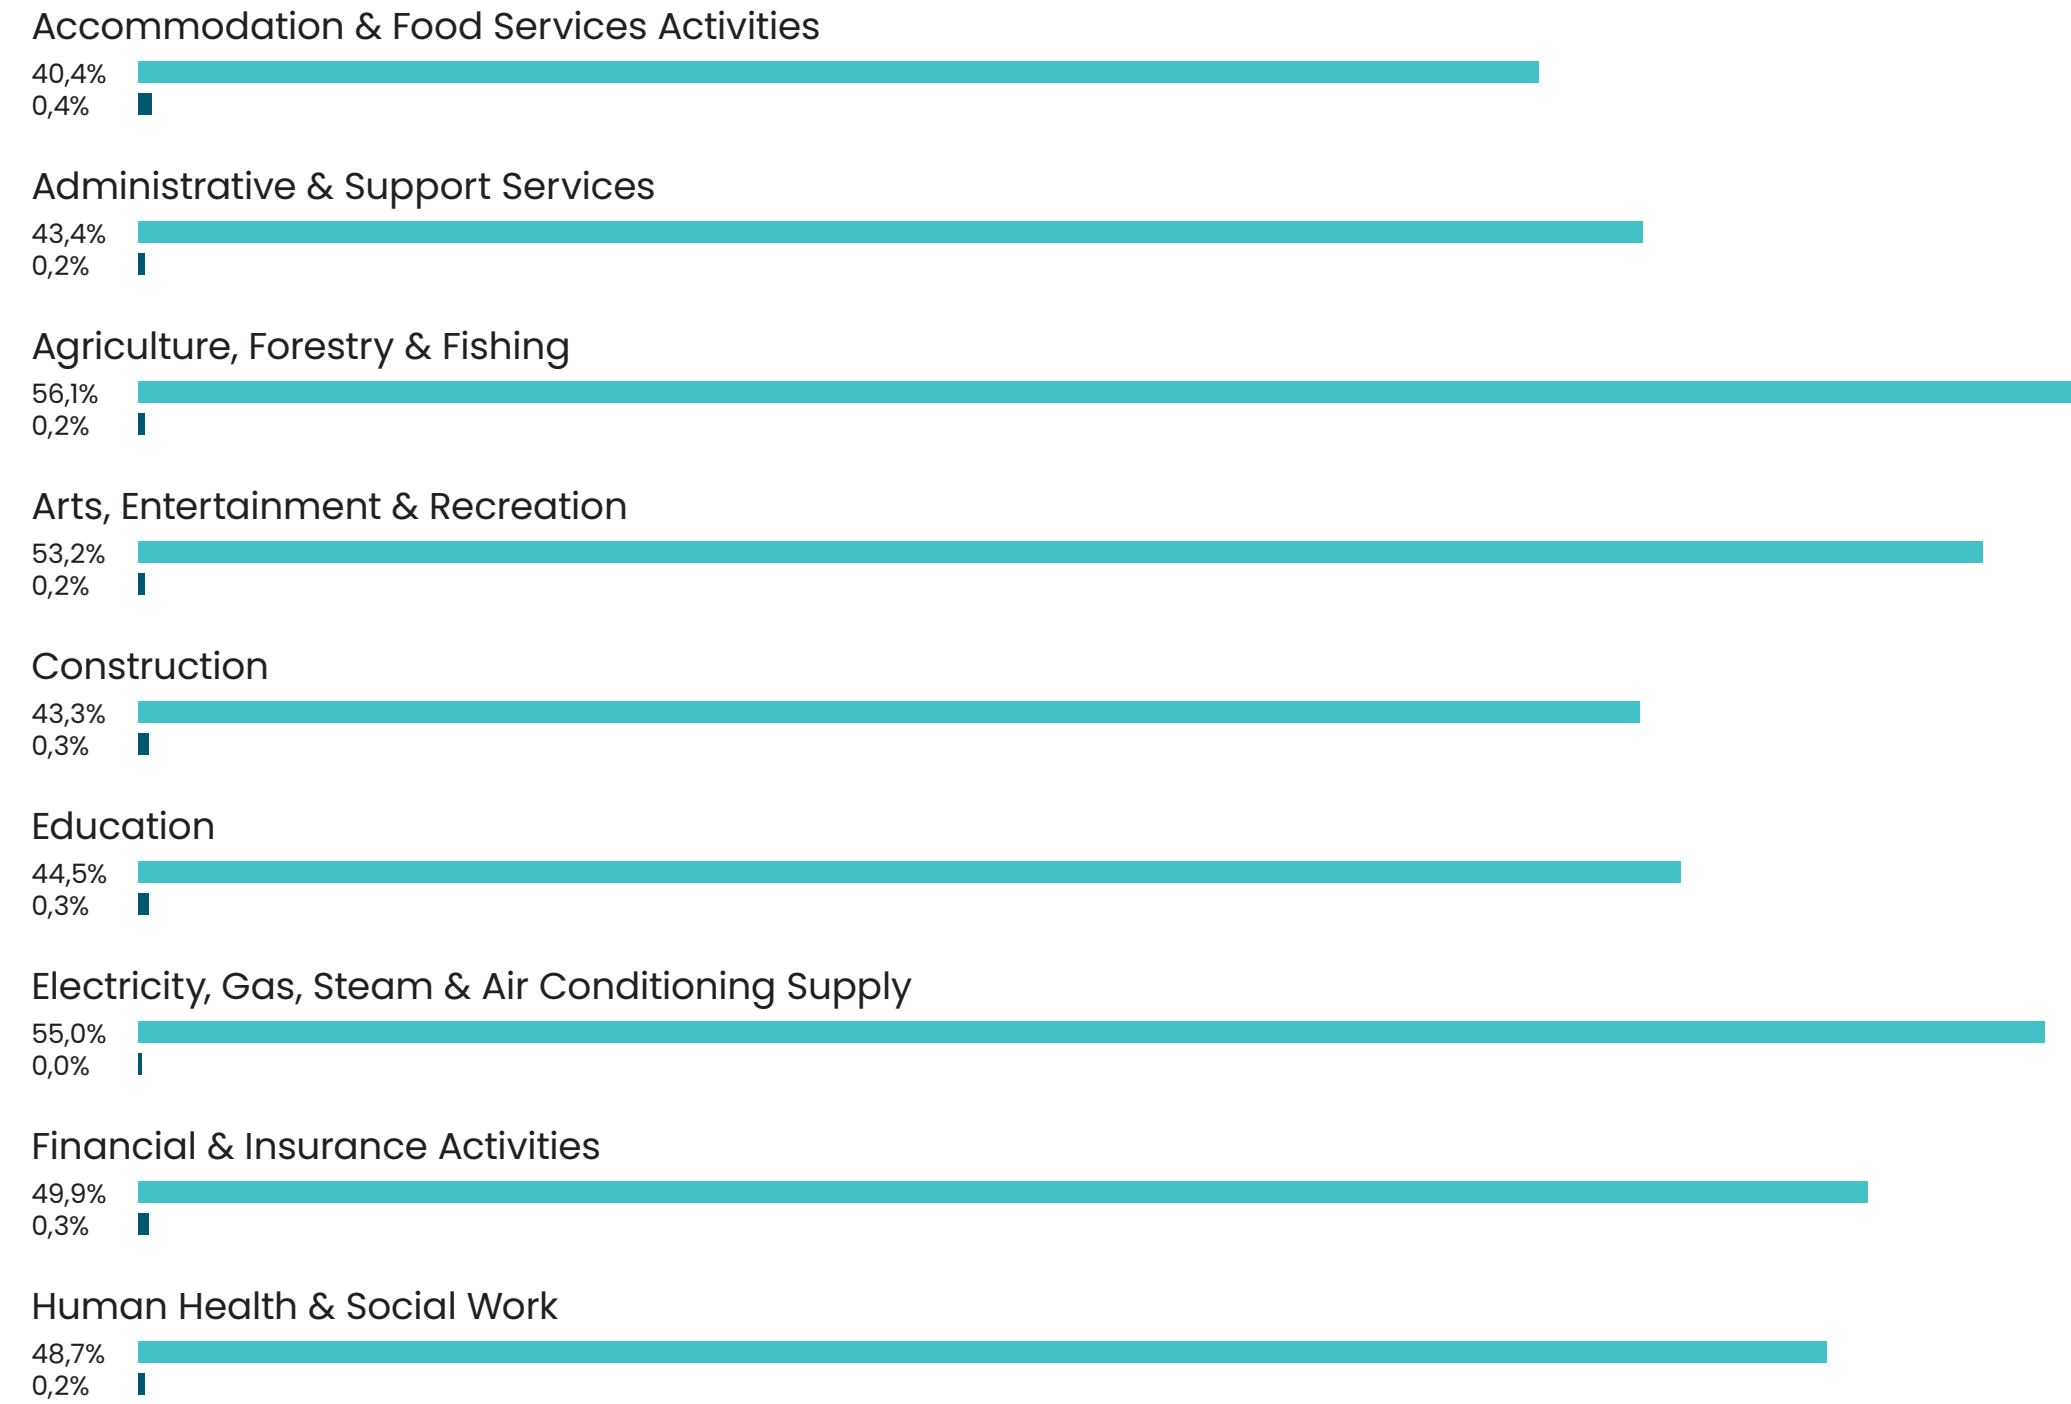 Accommodation & Food Services Activities
40,4%
0,4%
Administrative & Support Services
43,4%
0,2%
Agriculture, Forestry & Fishing
56,1%
0,2%
Arts, Entertainment & Recreation
53,2%
0,2%
Construction
43,3%
0,3%
Education
44,5%
0,3%
Electricity, Gas, Steam & Air Conditioning Supply
55,0%
0,0%
Financial & Insurance Activities
49,9%
0,3%
Human Health & Social Work
48,7%
0,2%